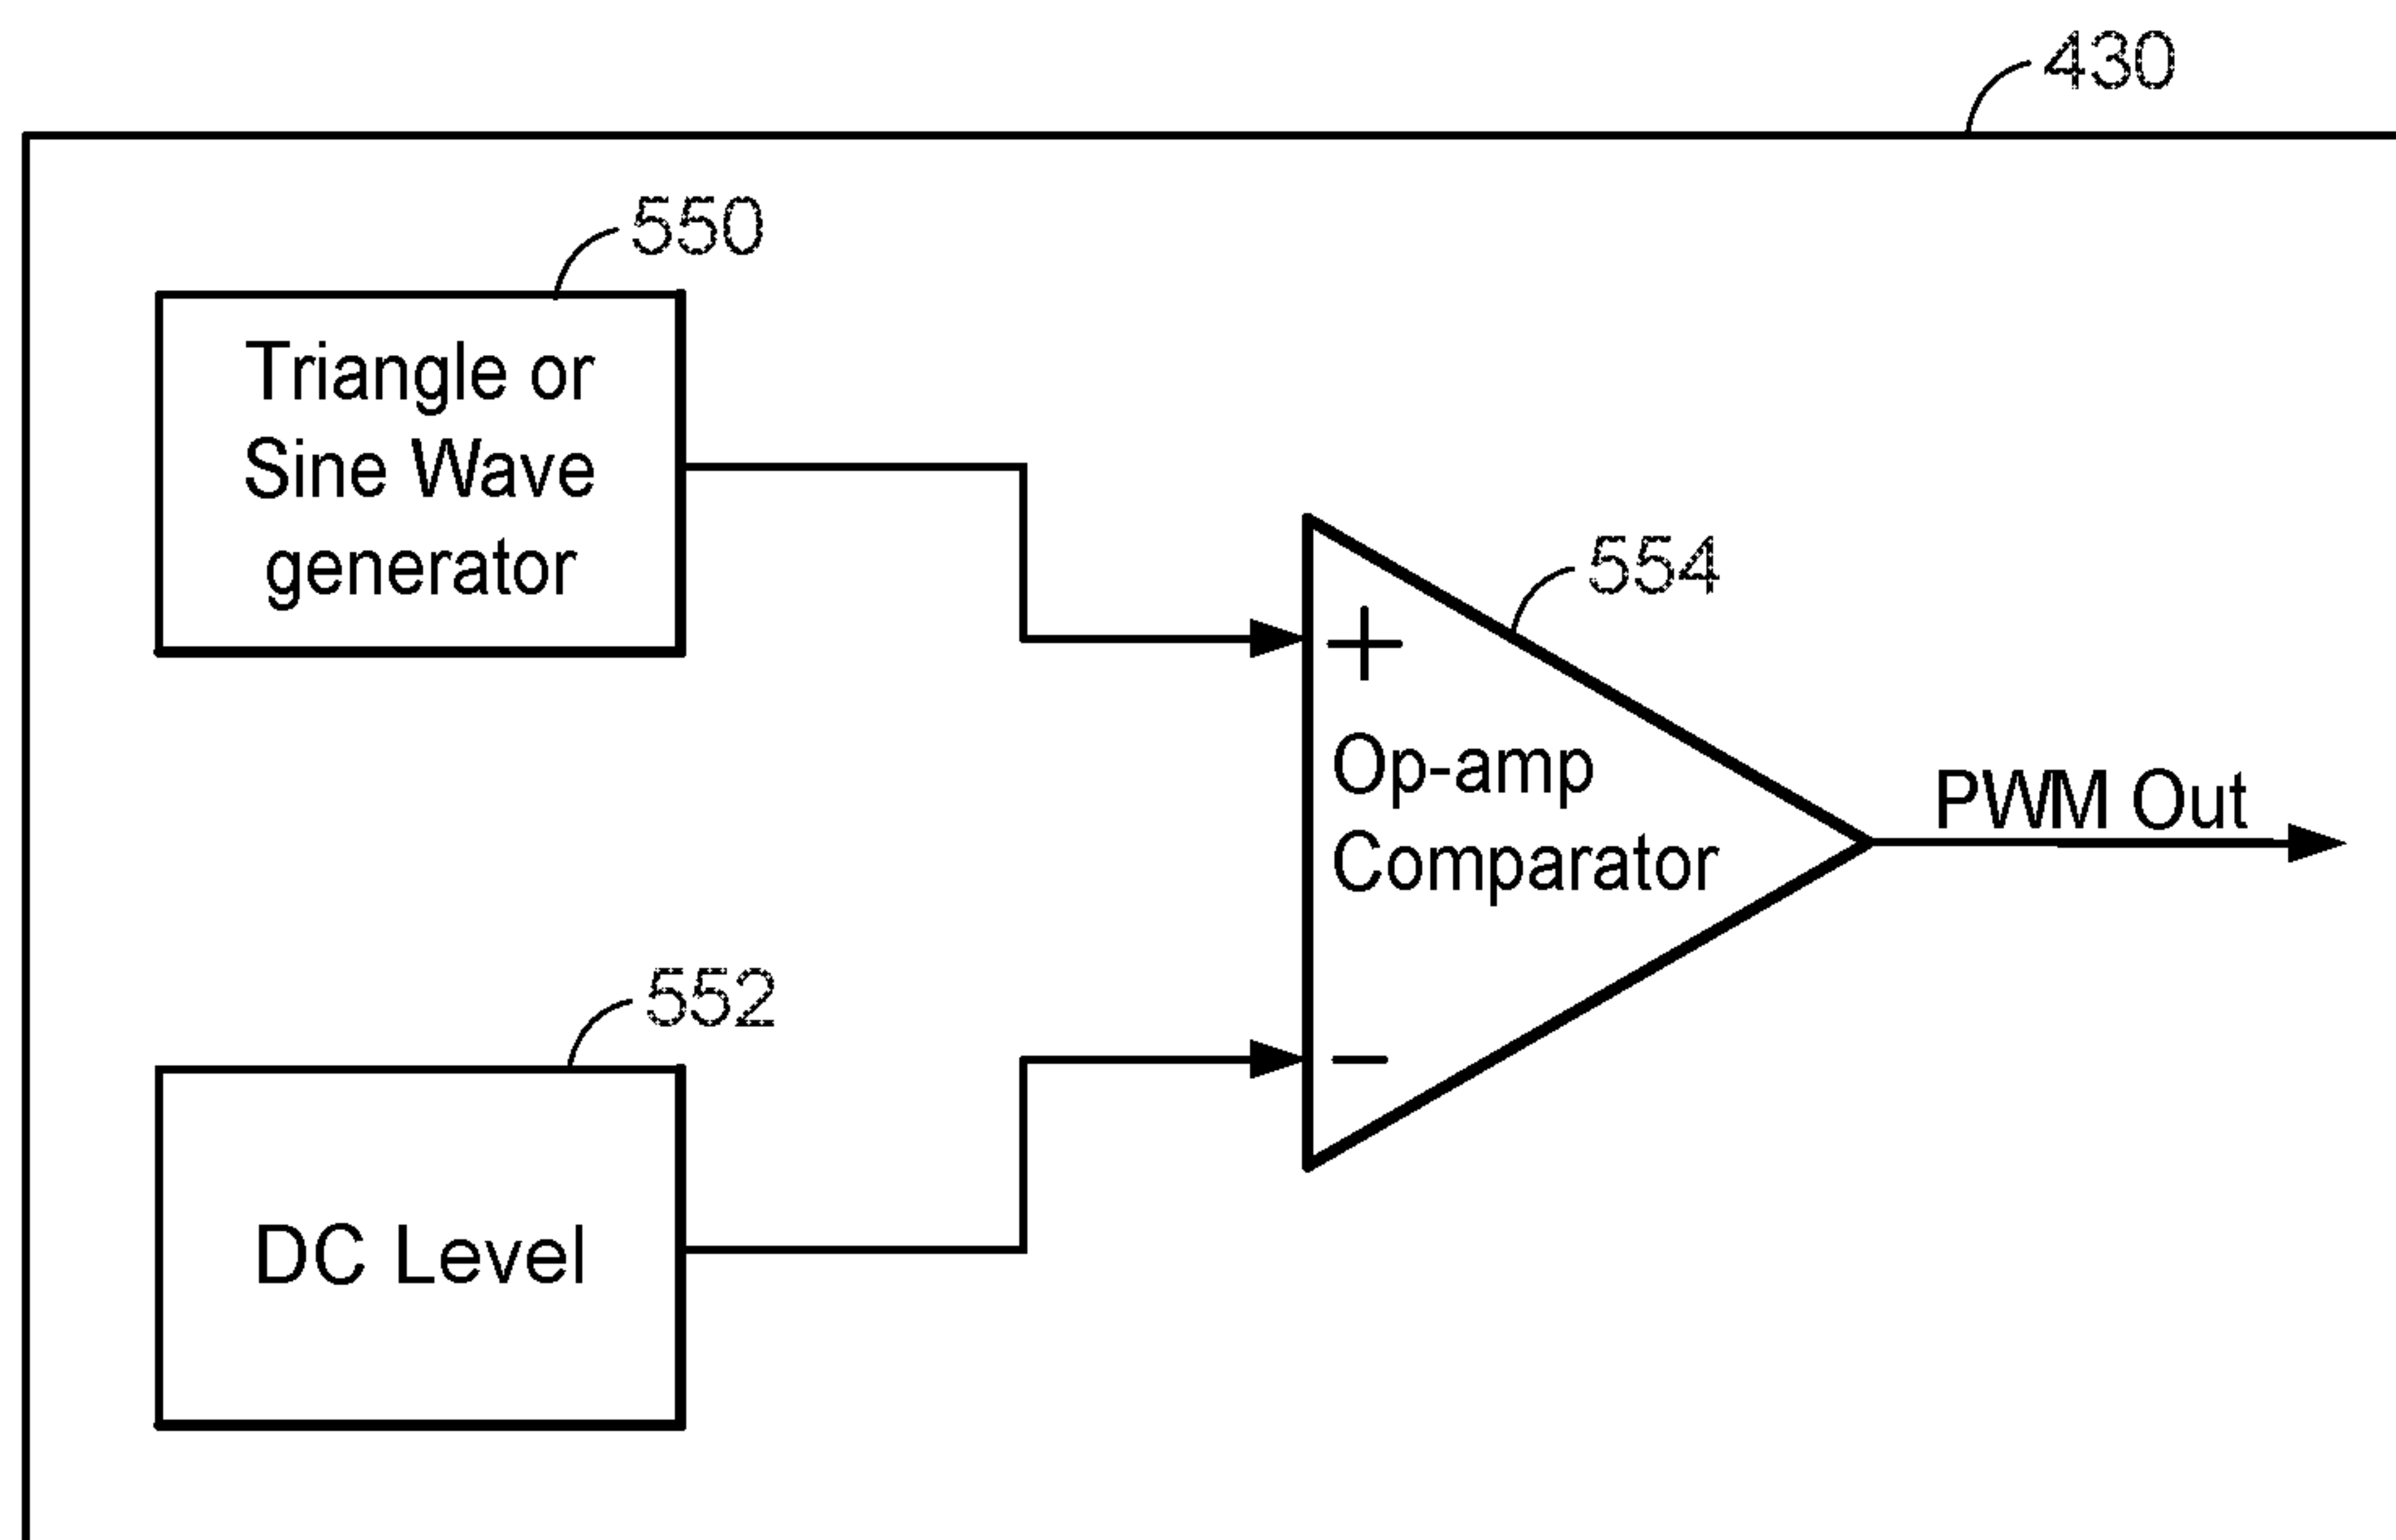 430
550
Triangle or
Sine Wave
generator
554
+
Op-amp
Comparator
PWM Out
552
−
DC Level